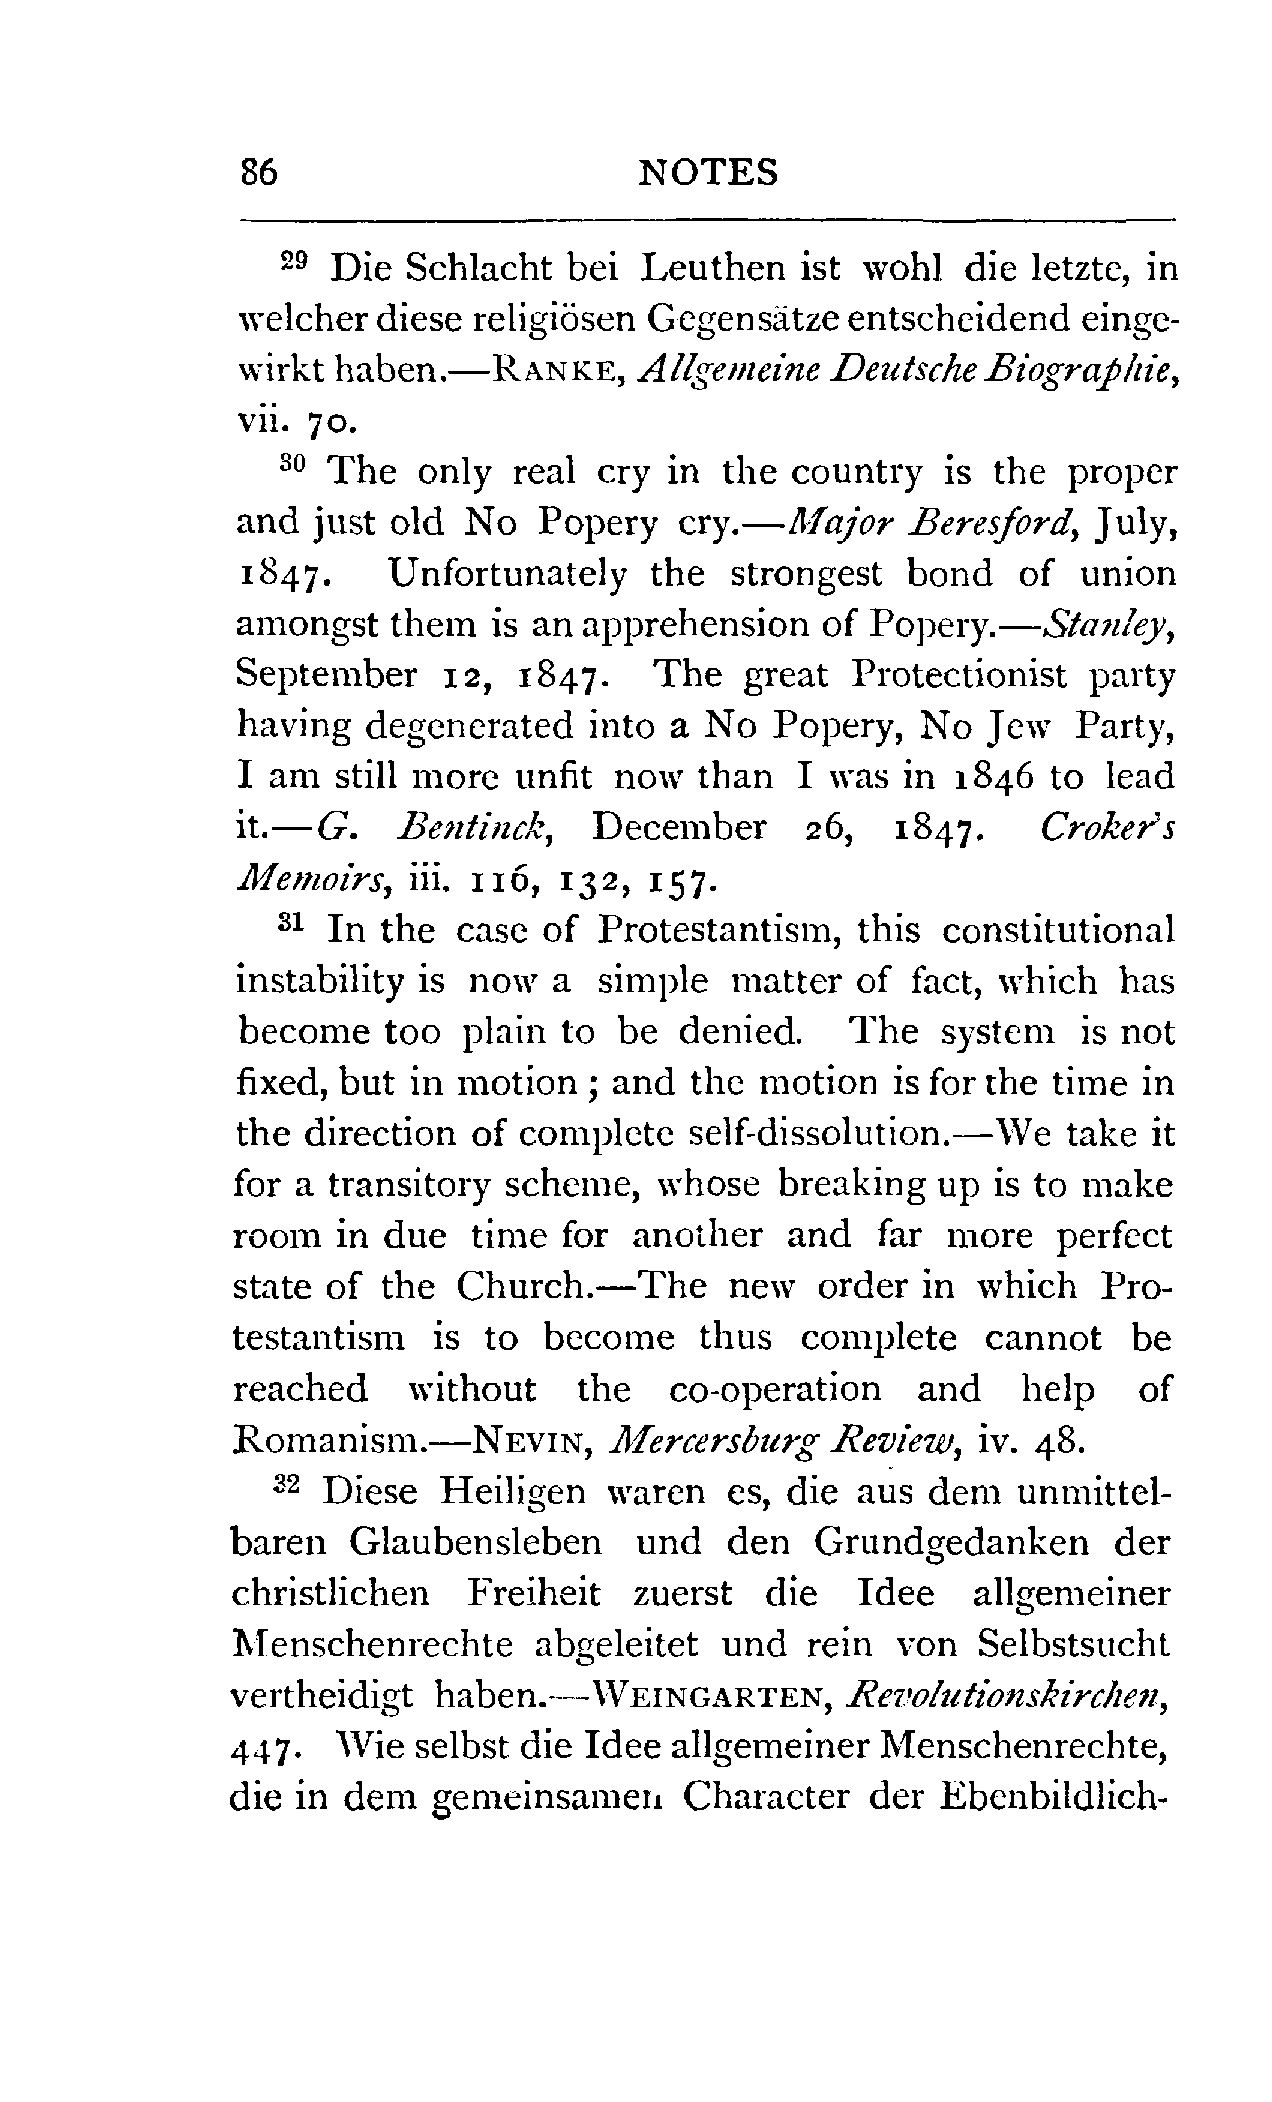 86 NOTES
29 Die Schlacht bei Leuthen ist wohl die letzte, in
welcher diese religiösen Gegensätze entscheidend einge-
wirkt haben.—RANKE, Allgemeine Deutsche Biographie,
vii. 70.
30 The only real cry in the country is the proper
and just old No Popery cry.—Major Beresford, July,
1847. Unfortunately the strongest bond of union
amongst them is an apprehension of Popery.—Stanley,
September 12, 1847. The great Protectionist party
having degenerated into a No Popery, No Jew Party,
I am still more unfit now than I was in 1846 to lead
it.—G. Bentinck, December 26, 1847. Croker's
Memoirs, iii. 116, 132, 157.
31 In the case of Protestantism, this constitutional
instability is now a simple matter of fact, which has
become too plain to be denied. The system is not
fixed, but in motion ; and the motion is for the time in
the direction of complete self-dissolution.—We take it
for a transitory scheme, whose breaking up is to make
room in due time for another and far more perfect
state of the Church.—The new order in which Pro-
testantism is to become thus complete cannot be
reached without the co-operation and help of
Romanism.—NEVIN, Mercersburg Review, iv. 48.
32 Diese Heiligen waren es, die aus dem unmittel-
baren Glaubensleben und den Grundgedanken der
christlichen Freiheit zuerst die Idee allgemeiner
Menschenrechte abgeleitet und rein von Selbstsucht
vertheidigt haben.—WEINGARTEN, Revolutionskirchen,
447. Wie selbst die Idee allgemeiner Menschenrechte,
die in dem gemeinsamen Character der Ebenbildlich-